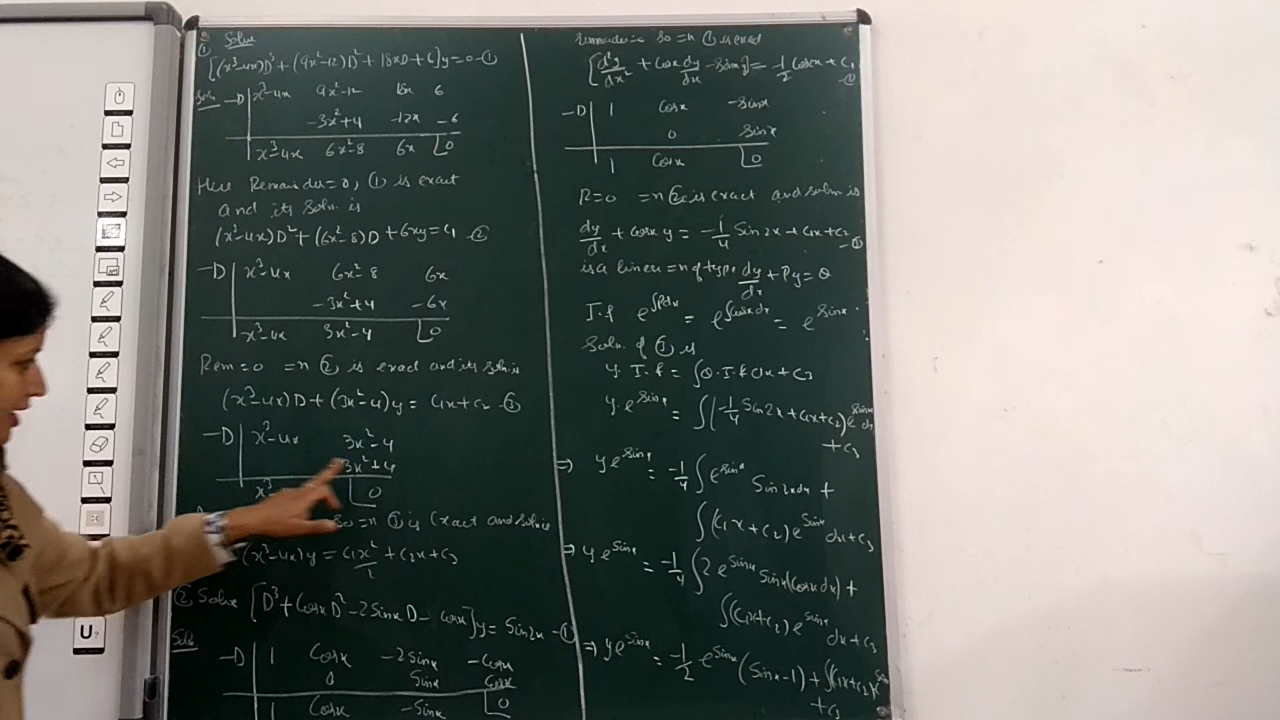 Solve
① [(x³-4x)D³ + (9x²-12)D² + 18xD + 6]y = 0 - ①
Soln -D | x³-4x 9x²-12 18x 6
-3x²+4 -12x -6
x³-4x 6x²-8 6x |0
Here Remainder = 0, ① is exact
and its Soln. is
(x³-4x)D² + (6x²-8)D + 6xy = C₁ ②
-D | x³-4x 6x²-8 6x
-3x²+4 -6x
x³-4x 3x²-4 |0
Rem = 0 =n ② is exact and its Soln is
(x³-4x)D + (3x²-4)y = C₁x + C₂ - ③
-D | x³-4x 3x²-4
3x²+4
x³ |0
so =n ③ is exact and soln is
(x³-4x)y = C₁x²/2 + C₂x + C₃
② Solve [D³ + Cosx D² - 2Sinx D - Cosx]y = Sin2x - ①
Soln
-D | 1 Cosx -2Sinx -Cosx
0 Sinx Cosx
1 Cosx -Sinx |0
Remainder is so =n ① is exact
[d²y/dx² + Cosx dy/dx - Sinx y] = -1/2 Cos2x + C₁ - ②
-D | 1 Cosx -Sinx
0 Sinx
1 Cosx |0
R = 0 =n ② is exact and soln is
dy/dx + Cosx y = -1/4 Sin2x + C₁x + C₂ - ③
is a linear =n of type dy/dx + Py = Q
I.f e^∫Pdx = e^∫Cosx dx = e^Sinx
Soln. of ③ is
y. I.f = ∫Q. I.f dx + C₃
y.e^Sinx = ∫(-1/4 Sin2x + C₁x + C₂) e^Sinx dx
+ C₃
⇒ ye^Sinx = -1/4 ∫e^Sinx Sin2x dx +
∫(C₁x + C₂) e^Sinx dx + C₃
⇒ ye^Sinx = -1/4 ∫2 e^Sinx Sinx(Cosx dx) +
∫(C₁x + C₂) e^Sinx dx + C₃
⇒ ye^Sinx = -1/2 e^Sinx (Sinx - 1) + ∫(C₁x + C₂) e^Sinx
+ C₃